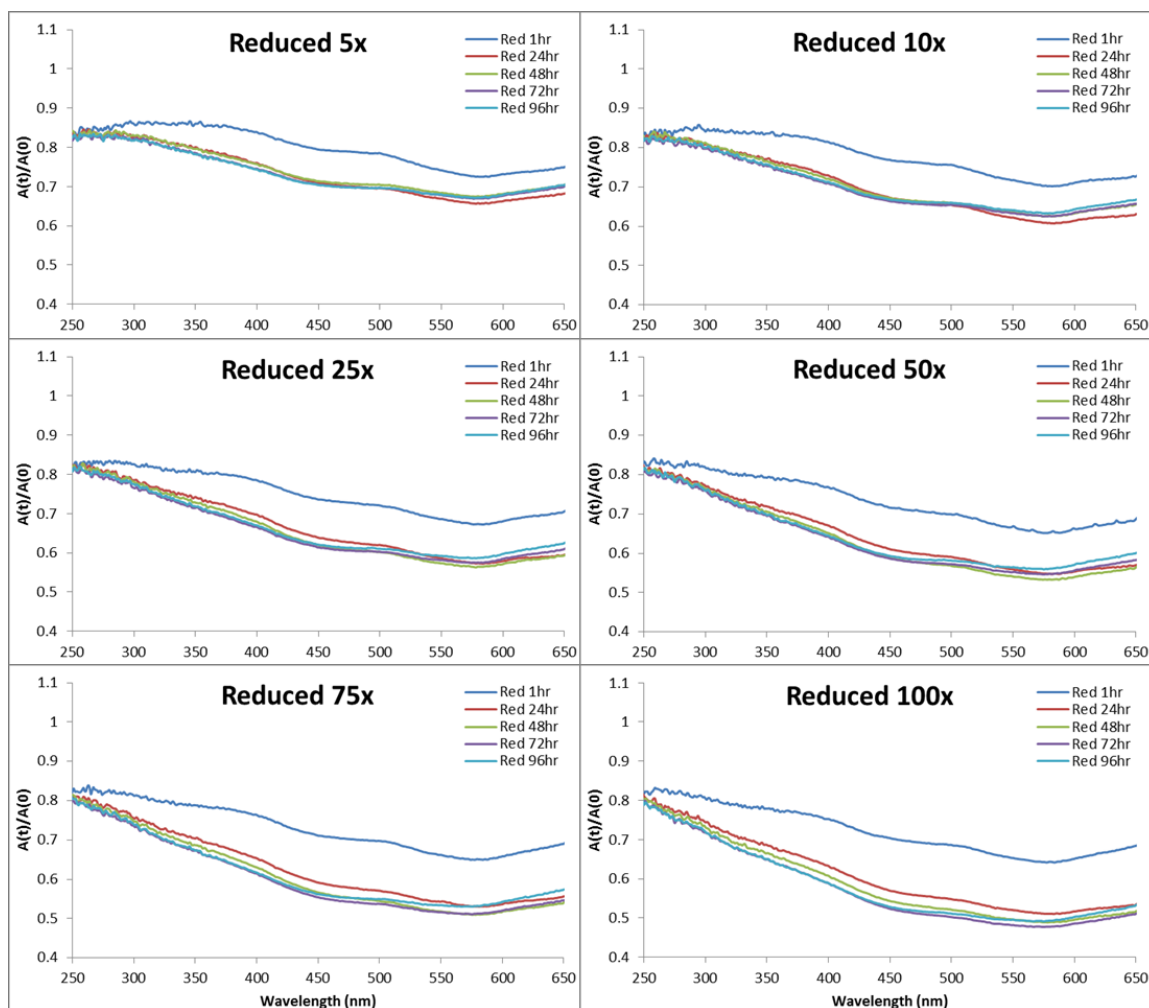 Reduced 5x
Red 1hr
Red 24hr
Red 48hr
Red 72hr
Red 96hr
A(t)/A(0)
1.1
1
0.9
0.8
0.7
0.6
0.5
0.4
250 300 350 400 450 500 550 600 650
Reduced 10x
Red 1hr
Red 24hr
Red 48hr
Red 72hr
Red 96hr
A(t)/A(0)
1.1
1
0.9
0.8
0.7
0.6
0.5
0.4
250 300 350 400 450 500 550 600 650
Reduced 25x
Red 1hr
Red 24hr
Red 48hr
Red 72hr
Red 96hr
A(t)/A(0)
1.1
1
0.9
0.8
0.7
0.6
0.5
0.4
250 300 350 400 450 500 550 600 650
Reduced 50x
Red 1hr
Red 24hr
Red 48hr
Red 72hr
Red 96hr
A(t)/A(0)
1.1
1
0.9
0.8
0.7
0.6
0.5
0.4
250 300 350 400 450 500 550 600 650
Reduced 75x
Red 1hr
Red 24hr
Red 48hr
Red 72hr
Red 96hr
A(t)/A(0)
1.1
1
0.9
0.8
0.7
0.6
0.5
0.4
250 300 350 400 450 500 550 600 650
Wavelength (nm)
Reduced 100x
Red 1hr
Red 24hr
Red 48hr
Red 72hr
Red 96hr
A(t)/A(0)
1.1
1
0.9
0.8
0.7
0.6
0.5
0.4
250 300 350 400 450 500 550 600 650
Wavelength (nm)